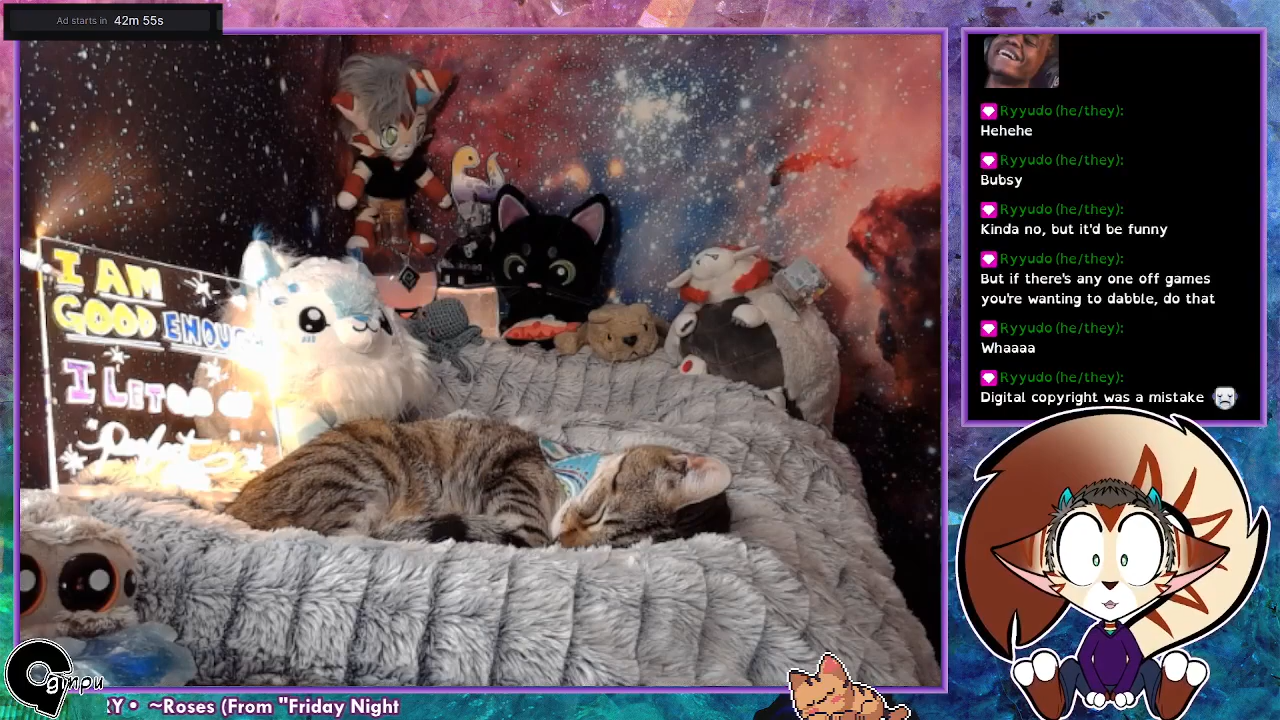 Ad starts in 42m 55s
I AM
GOOD ENOUG
I LET
Ryyudo (he/they):
Hehehe
Ryyudo (he/they):
Bubsy
Ryyudo (he/they):
Kinda no, but it'd be funny
Ryyudo (he/they):
But if there's any one off games
you're wanting to dabble, do that
Ryyudo (he/they):
Whaaaa
Ryyudo (he/they):
Digital copyright was a mistake
ginpu
RY • ~Roses (From "Friday Night